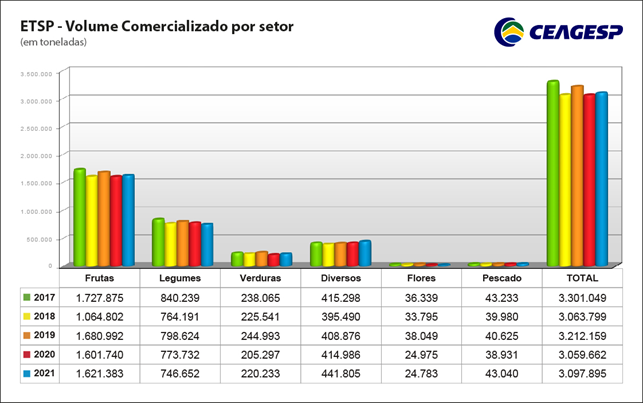 ETSP - Volume Comercializado por setor
(em toneladas)
CEAGESP
3.500.000
3.000.000
2.500.000
2.000.000
1.500.000
1.000.000
500.000
0
Frutas Legumes Verduras Diversos Flores Pescado TOTAL
2017 1.727.875 840.239 238.065 415.298 36.339 43.233 3.301.049
2018 1.064.802 764.191 225.541 395.490 33.795 39.980 3.063.799
2019 1.680.992 798.624 244.993 408.876 38.049 40.625 3.212.159
2020 1.601.740 773.732 205.297 414.986 24.975 38.931 3.059.662
2021 1.621.383 746.652 220.233 441.805 24.783 43.040 3.097.895